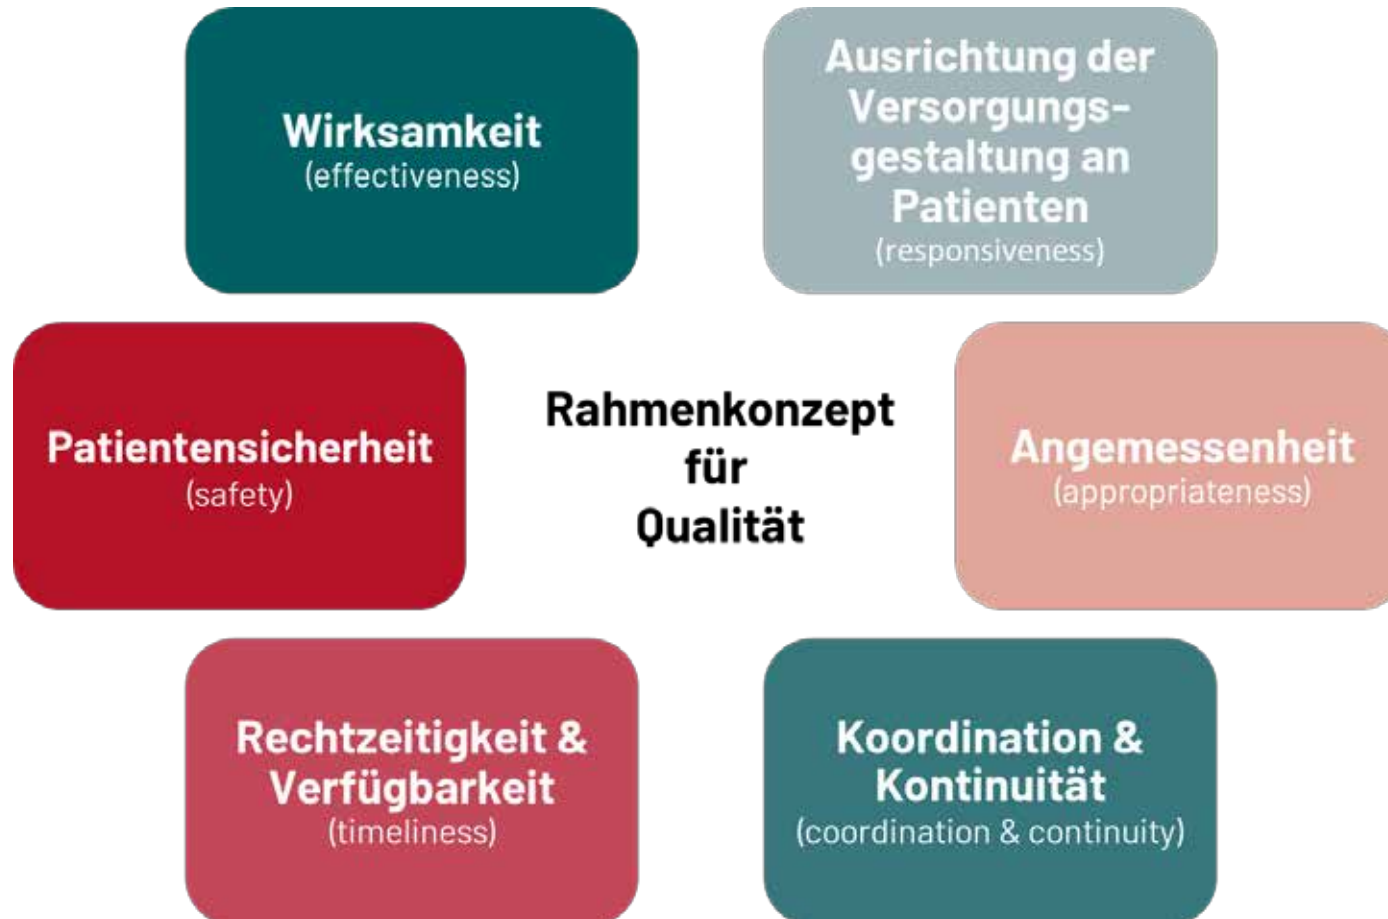 Wirksamkeit
(effectiveness)
Ausrichtung der
Versorgungs-
gestaltung an
Patienten
(responsiveness)
Patientensicherheit
(safety)
Rahmenkonzept
für
Qualität
Angemessenheit
(appropriateness)
Rechtzeitigkeit &
Verfügbarkeit
(timeliness)
Koordination &
Kontinuität
(coordination & continuity)